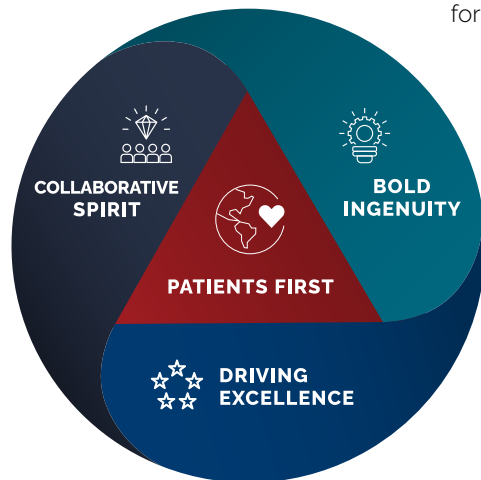 for
COLLABORATIVE
SPIRIT
BOLD
INGENUITY
PATIENTS FIRST
DRIVING
EXCELLENCE